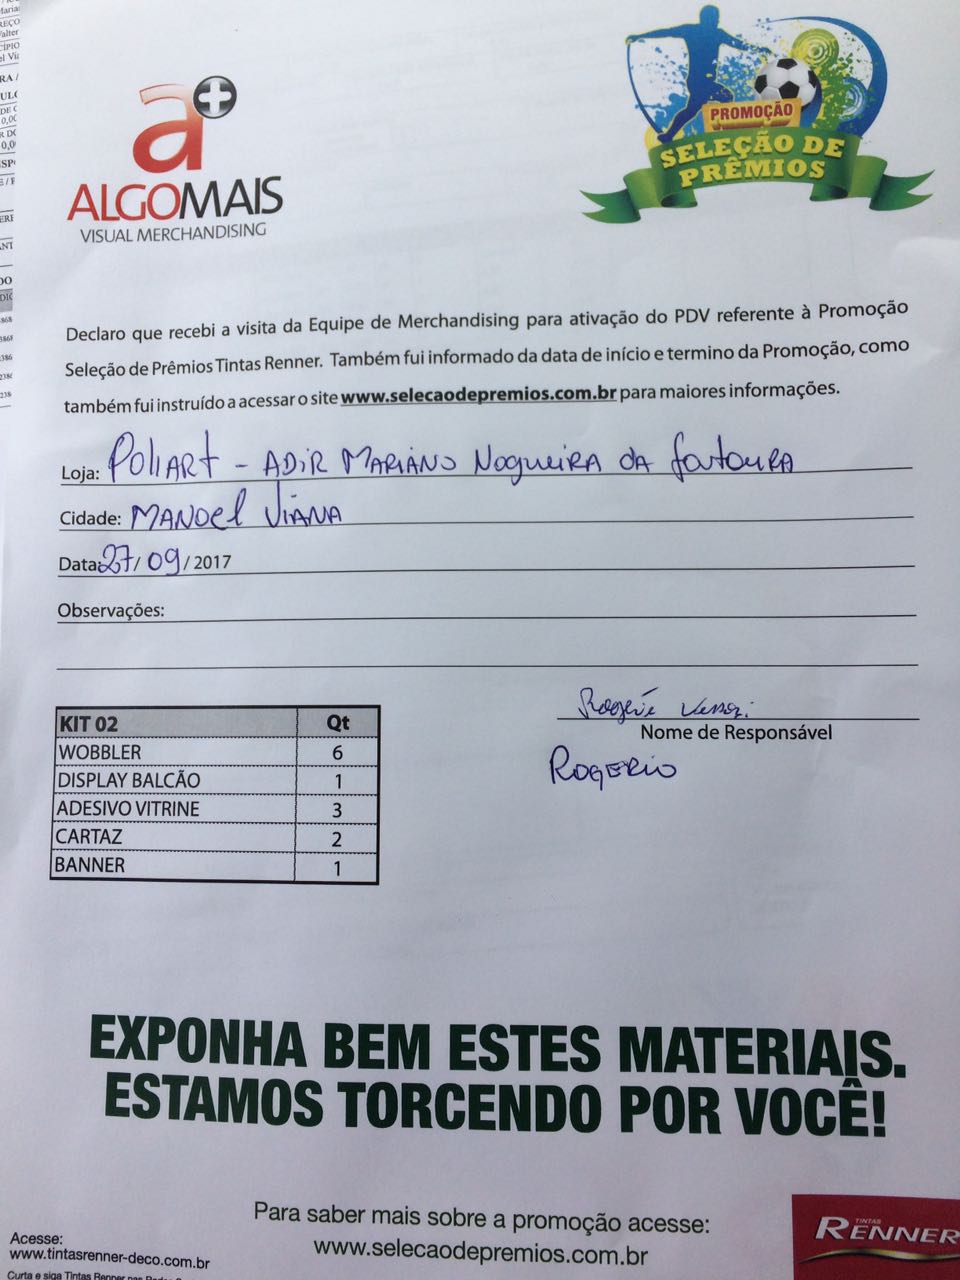 a+
ALGOMAIS
VISUAL MERCHANDISING
PROMOÇÃO
SELEÇÃO DE
PRÊMIOS
Declaro que recebi a visita da Equipe de Merchandising para ativação do PDV referente à Promoção
Seleção de Prêmios Tintas Renner. Também fui informado da data de início e termino da Promoção, como
também fui instruído a acessar o site www.selecaodepremios.com.br para maiores informações.
Loja: POLIART - ADIR MARIANO NOGUEIRA DA FONTOURA
Cidade: MANOEL VIANA
Data: 27/09/2017
Observações:
Nome de Responsável
ROGERIO
KIT 02 Qt
WOBBLER 6
DISPLAY BALCÃO 1
ADESIVO VITRINE 3
CARTAZ 2
BANNER 1
EXPONHA BEM ESTES MATERIAIS.
ESTAMOS TORCENDO POR VOCÊ!
Para saber mais sobre a promoção acesse:
www.selecaodepremios.com.br
TINTAS
RENNER
Acesse:
www.tintasrenner-deco.com.br
Curta e siga Tintas Renner nas